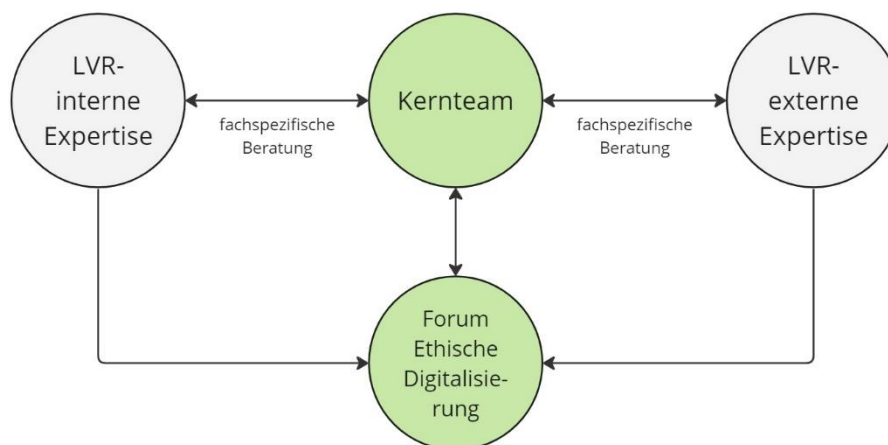 LVR-
interne
Expertise
fachspezifische
Beratung
Kernteam
fachspezifische
Beratung
LVR-
externe
Expertise
Forum
Ethische
Digitalisie-
rung